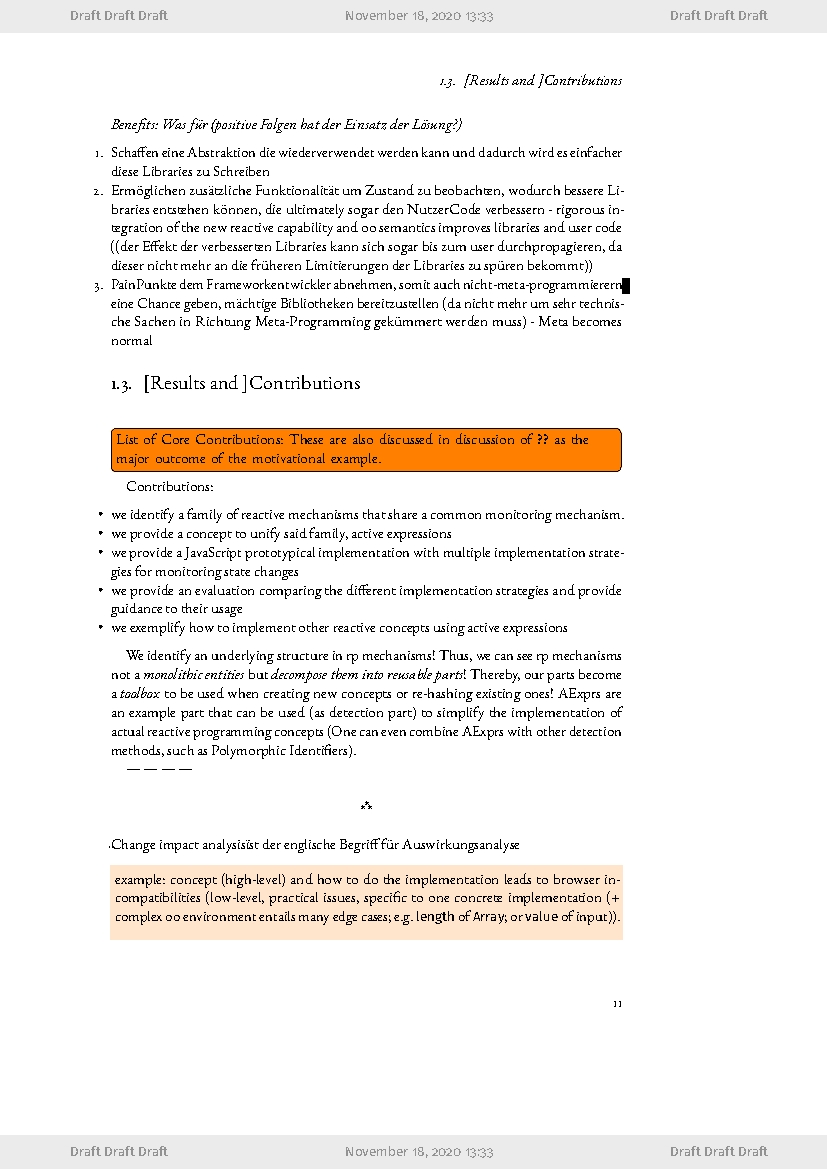 Draft Draft Draft November 18, 2020 13:33 Draft Draft Draft
1.3. [Results and ]Contributions
Benefits: Was für (positive Folgen hat der Einsatz der Lösung?)
1. Schaffen eine Abstraktion die wiederverwendet werden kann und dadurch wird es einfacher
diese Libraries zu Schreiben
2. Ermöglichen zusätzliche Funktionalität um Zustand zu beobachten, wodurch bessere Li-
braries entstehen können, die ultimately sogar den NutzerCode verbessern - rigorous in-
tegration of the new reactive capability and oo semantics improves libraries and user code
((der Effekt der verbesserten Libraries kann sich sogar bis zum user durchpropagieren, da
dieser nicht mehr an die früheren Limitierungen der Libraries zu spüren bekommt))
3. PainPunkte dem Frameworkentwickler abnehmen, somit auch nicht-meta-programmierern
eine Chance geben, mächtige Bibliotheken bereitzustellen (da nicht mehr um sehr technis-
che Sachen in Richtung Meta-Programming gekümmert werden muss) - Meta becomes
normal
1.3. [Results and ]Contributions
List of Core Contributions: These are also discussed in discussion of ?? as the
major outcome of the motivational example.
Contributions:
• we identify a family of reactive mechanisms that share a common monitoring mechanism.
• we provide a concept to unify said family, active expressions
• we provide a JavaScript prototypical implementation with multiple implementation strate-
gies for monitoring state changes
• we provide an evaluation comparing the different implementation strategies and provide
guidance to their usage
• we exemplify how to implement other reactive concepts using active expressions
We identify an underlying structure in rp mechanisms! Thus, we can see rp mechanisms
not a monolithic entities but decompose them into reusable parts! Thereby, our parts become
a toolbox to be used when creating new concepts or re-hashing existing ones! AExprs are
an example part that can be used (as detection part) to simplify the implementation of
actual reactive programming concepts (One can even combine AExprs with other detection
methods, such as Polymorphic Identifiers).
— — — —
⁂
.Change impact analysisïst der englische Begriff für Auswirkungsanalyse
example: concept (high-level) and how to do the implementation leads to browser in-
compatibilities (low-level, practical issues, specific to one concrete implementation (+
complex oo environment entails many edge cases; e.g. length of Array; or value of input)).
11
Draft Draft Draft November 18, 2020 13:33 Draft Draft Draft